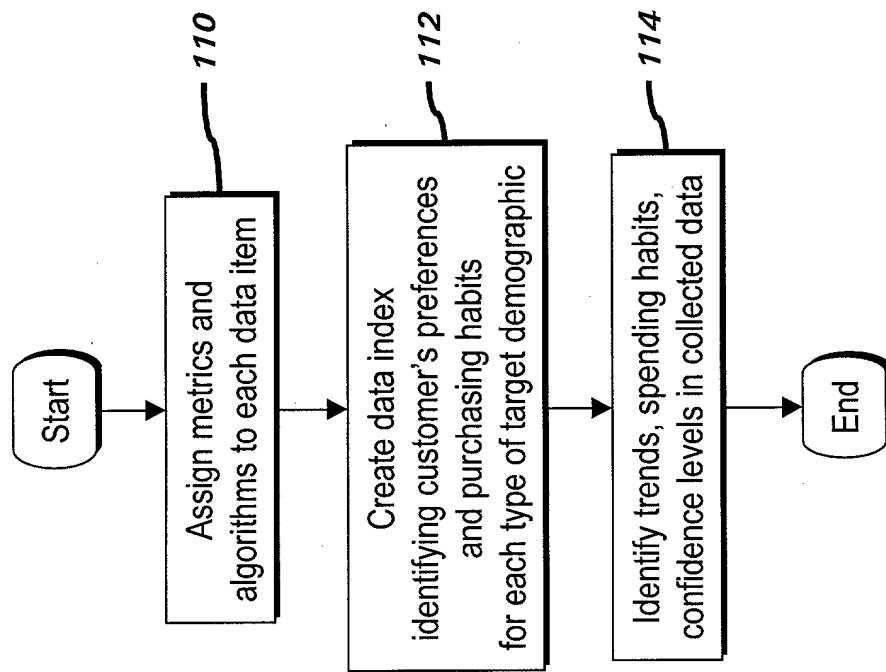 Start
Assign metrics and
algorithms to each data item
110
Create data index
identifying customer's preferences
and purchasing habits
for each type of target demographic
112
Identify trends, spending habits,
confidence levels in collected data
114
End